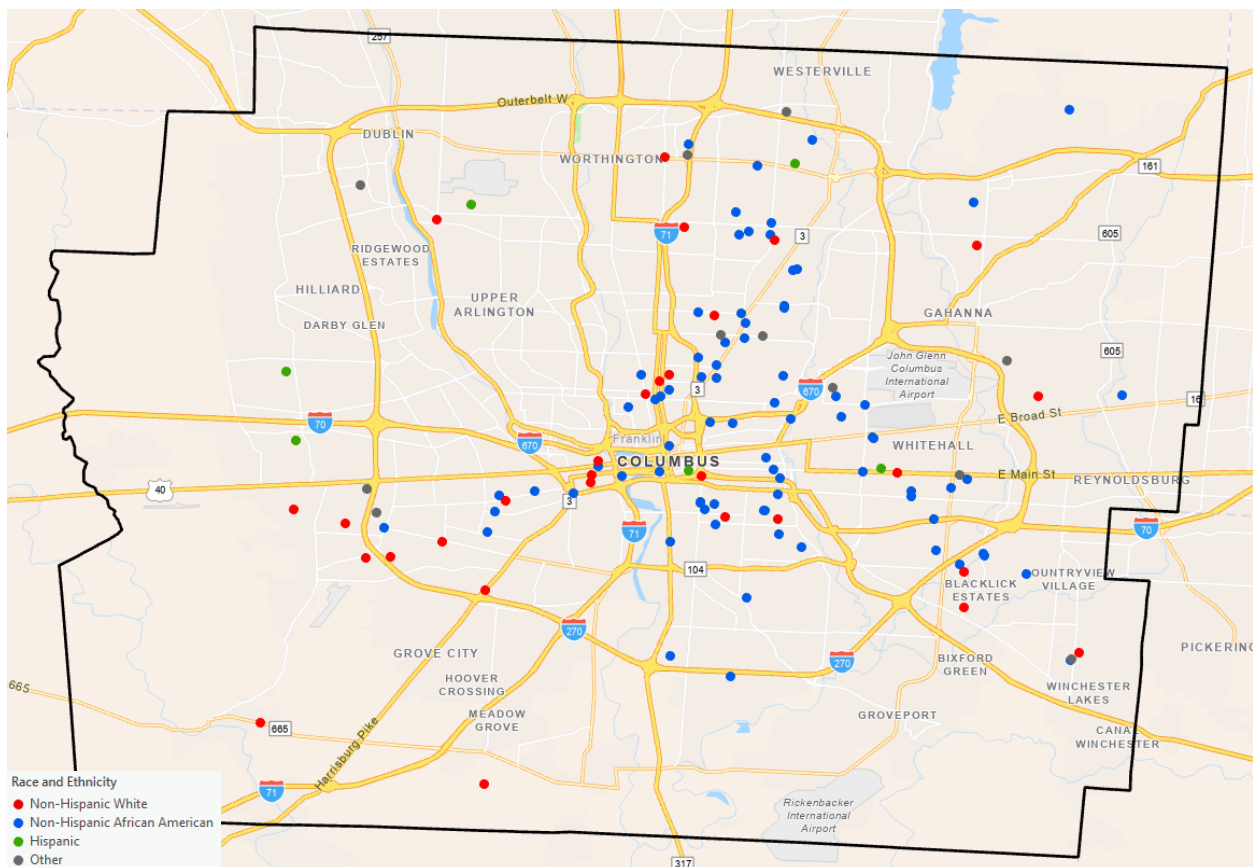 257
WESTERVILLE
Outerbelt W
DUBLIN
WORTHINGTON
161
71
3
605
RIDGEWOOD
ESTATES
HILLIARD
UPPER
ARLINGTON
DARBY GLEN
GAHANNA
John Glenn
Columbus
International
Airport
605
3
670
16
E Broad St
70
670
Franklin
WHITEHALL
COLUMBUS
E Main St
REYNOLDSBURG
40
3
71
70
104
BLACKLICK
ESTATES
OUNTRYVIEW
VILLAGE
270
GROVE CITY
HOOVER
CROSSING
270
BIXFORD
GREEN
PICKERING
665
MEADOW
GROVE
WINCHESTER
LAKES
GROVEPORT
665
CANAL
WINCHESTER
Harrisburg Pike
71
Rickenbacker
International
Airport
317
Race and Ethnicity
Non-Hispanic White
Non-Hispanic African American
Hispanic
Other